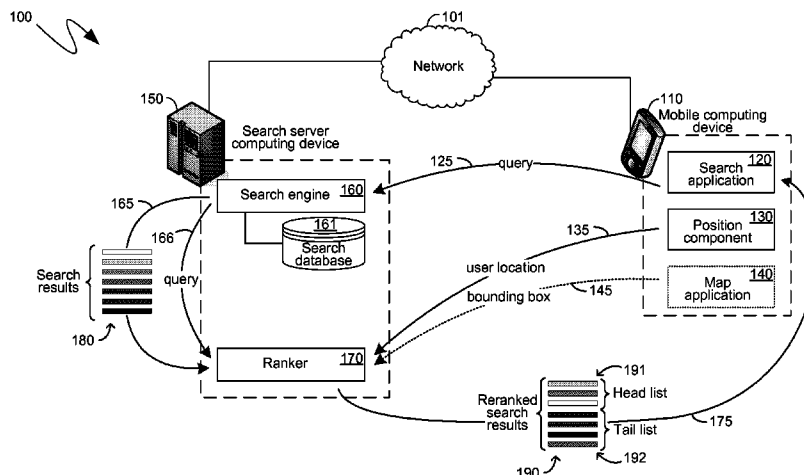 100
101
Network
150
Search server
computing device
110
Mobile computing
device
125
query
Search engine 160
161
Search
database
120
Search
application
165
166
130
Position
component
135
user location
Search
results
query
bounding box
145
140
Map
application
180
Ranker 170
191
Reranked
search
results
Head list
Tail list
175
190
192